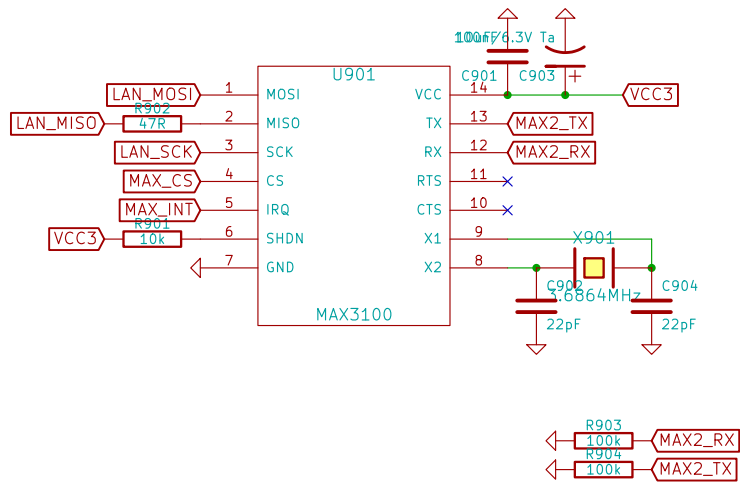 100nF
10u/6.3V Ta
U901
C901
C903
LAN_MOSI
1
MOSI
VCC
14
VCC3
R902
LAN_MISO
47R
2
MISO
TX
13
MAX2_TX
LAN_SCK
3
SCK
RX
12
MAX2_RX
MAX_CS
4
CS
RTS
11
MAX_INT
5
IRQ
CTS
10
R901
VCC3
10k
6
SHDN
X1
9
X901
7
GND
X2
8
C902
C904
3.6864MHz
MAX3100
22pF
22pF
R903
100k
MAX2_RX
R904
100k
MAX2_TX